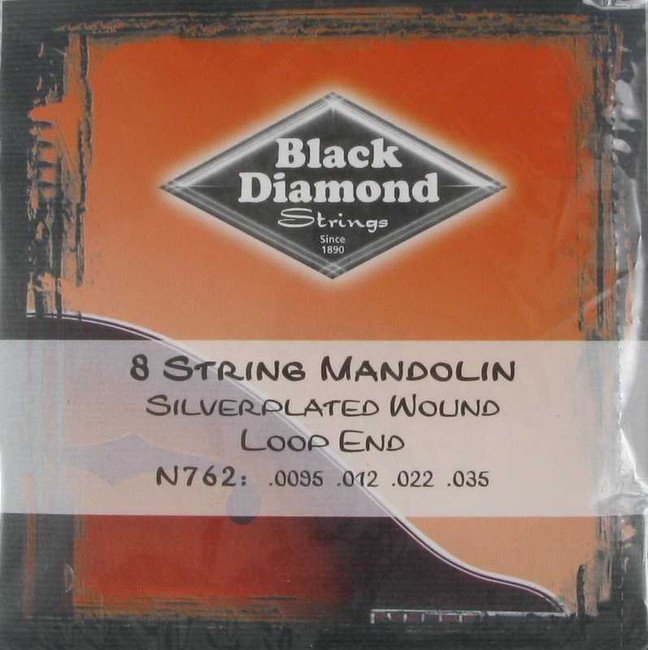 Black
Diamond
Strings
Since
1890
8 String Mandolin
Silverplated Wound
Loop End
N762: .0095 .012 .022 .035